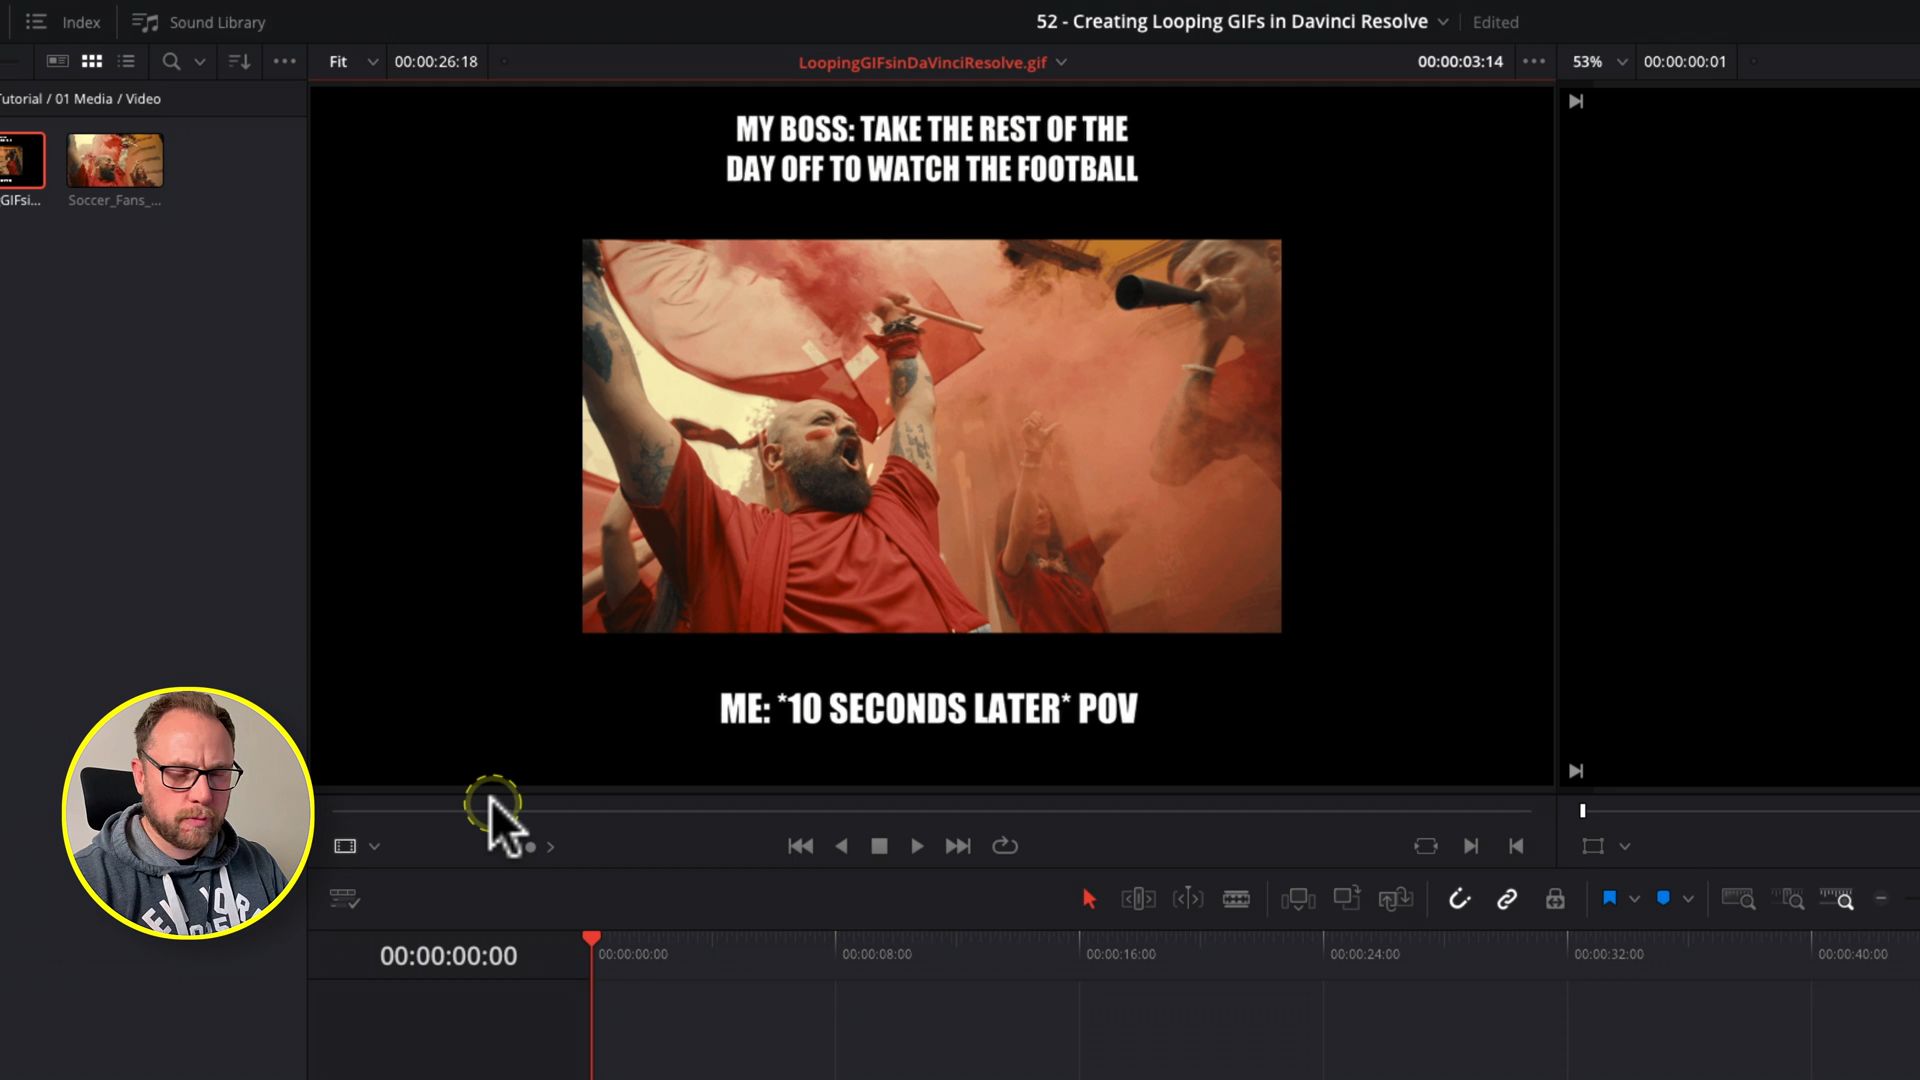 Index
Sound Library
52 - Creating Looping GIFs in Davinci Resolve
Edited
Fit
00:00:26:18
LoopingGIFsinDaVinciResolve.gif
00:00:03:14
53%
00:00:00:01
utorial / 01 Media / Video
GIFsi...
Soccer_Fans_...
MY BOSS: TAKE THE REST OF THE
DAY OFF TO WATCH THE FOOTBALL
ME: *10 SECONDS LATER* POV
00:00:00:00
00:00:00:00
00:00:08:00
00:00:16:00
00:00:24:00
00:00:32:00
00:00:40:00